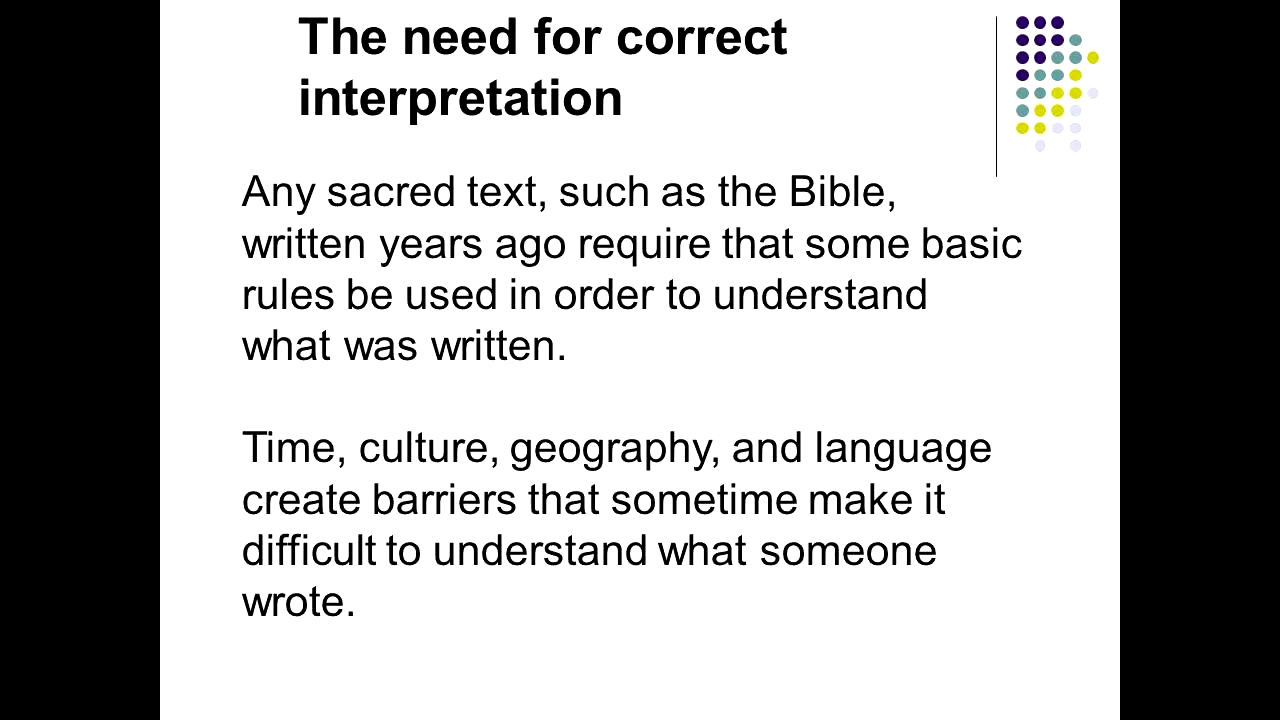 The need for correct
interpretation
Any sacred text, such as the Bible,
written years ago require that some basic
rules be used in order to understand
what was written.
Time, culture, geography, and language
create barriers that sometime make it
difficult to understand what someone
wrote.